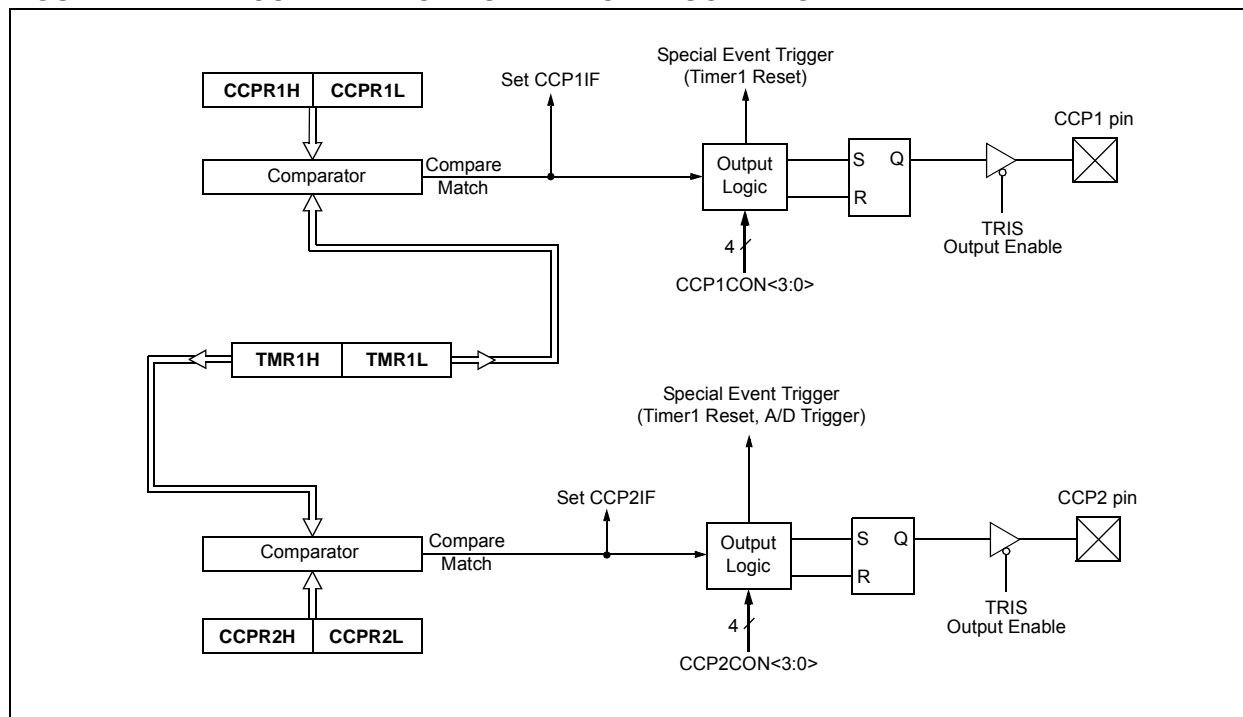 Special Event Trigger
(Timer1 Reset)
Set CCP1IF
CCPR1H CCPR1L
CCP1 pin
Comparator
Compare
Match
Output
Logic
S Q
R
TRIS
Output Enable
4
CCP1CON<3:0>
TMR1H TMR1L
Special Event Trigger
(Timer1 Reset, A/D Trigger)
Set CCP2IF
CCP2 pin
Comparator
Compare
Match
Output
Logic
S Q
R
TRIS
Output Enable
4
CCPR2H CCPR2L
CCP2CON<3:0>